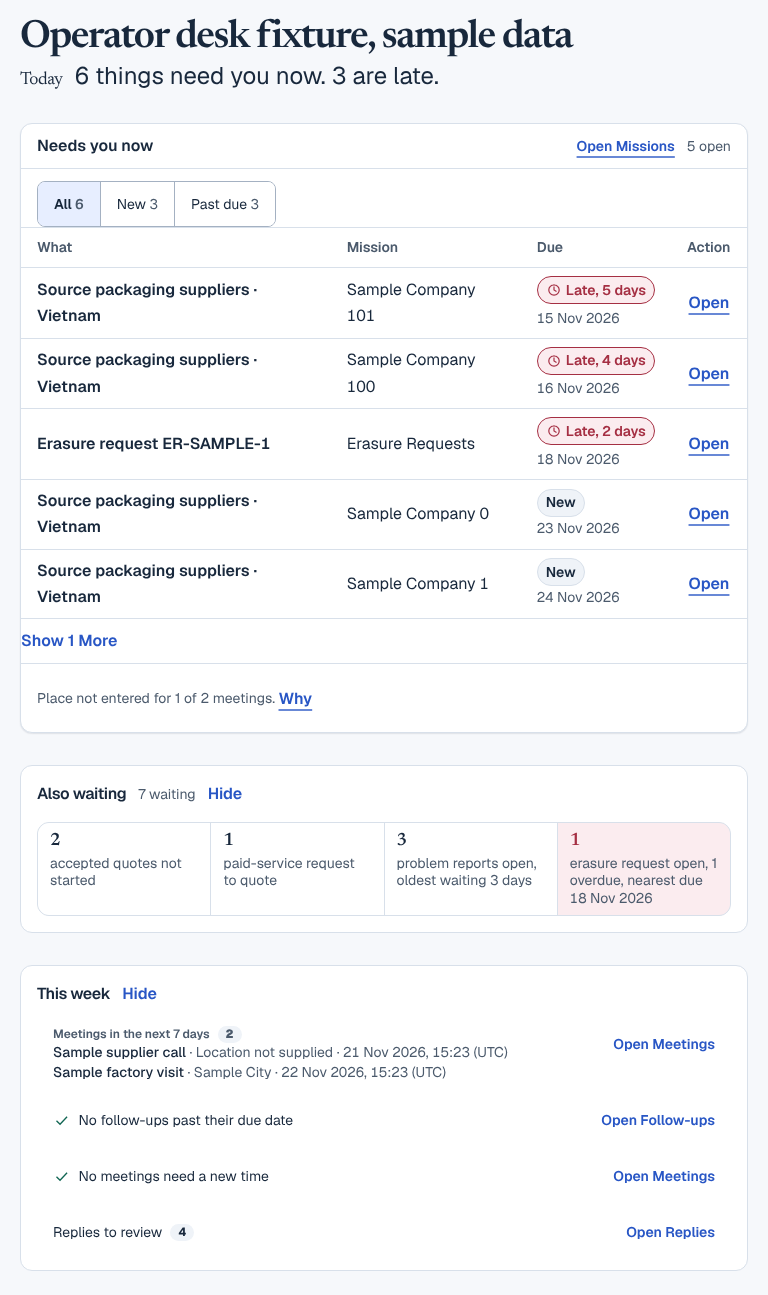 Operator desk fixture, sample data
Today 6 things need you now. 3 are late.
Needs you now Open Missions 5 open
All 6 New 3 Past due 3
What Mission Due Action
Source packaging suppliers ·
Vietnam
Sample Company
101
Late, 5 days
15 Nov 2026
Open
Source packaging suppliers ·
Vietnam
Sample Company
100
Late, 4 days
16 Nov 2026
Open
Erasure request ER-SAMPLE-1
Erasure Requests
Late, 2 days
18 Nov 2026
Open
Source packaging suppliers ·
Vietnam
Sample Company 0
New
23 Nov 2026
Open
Source packaging suppliers ·
Vietnam
Sample Company 1
New
24 Nov 2026
Open
Show 1 More
Place not entered for 1 of 2 meetings. Why
Also waiting 7 waiting Hide
2
accepted quotes not
started
1
paid-service request
to quote
3
problem reports open,
oldest waiting 3 days
1
erasure request open, 1
overdue, nearest due
18 Nov 2026
This week Hide
Meetings in the next 7 days 2
Sample supplier call · Location not supplied · 21 Nov 2026, 15:23 (UTC)
Sample factory visit · Sample City · 22 Nov 2026, 15:23 (UTC)
Open Meetings
No follow-ups past their due date Open Follow-ups
No meetings need a new time Open Meetings
Replies to review 4 Open Replies